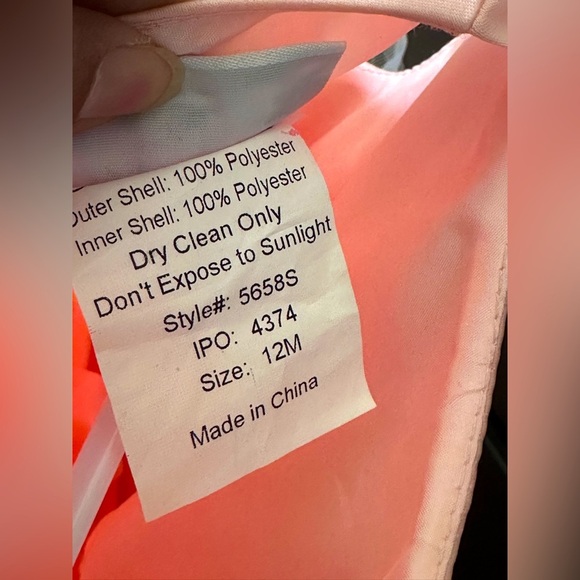 Outer Shell: 100% Polyester
Inner Shell: 100% Polyester
Dry Clean Only
Don't Expose to Sunlight
Style#: 5658S
IPO: 4374
Size: 12M
Made in China